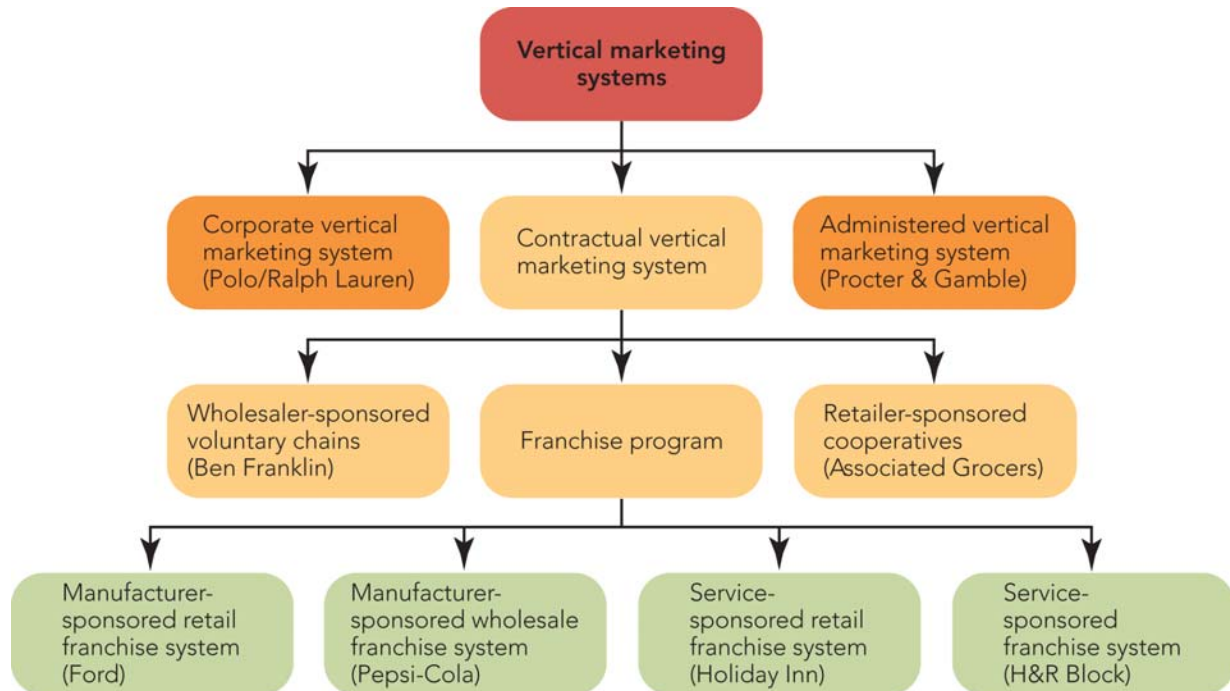 Vertical marketing
systems
Corporate vertical
marketing system
(Polo/Ralph Lauren)
Contractual vertical
marketing system
Administered vertical
marketing system
(Procter & Gamble)
Wholesaler-sponsored
voluntary chains
(Ben Franklin)
Franchise program
Retailer-sponsored
cooperatives
(Associated Grocers)
Manufacturer-
sponsored retail
franchise system
(Ford)
Manufacturer-
sponsored wholesale
franchise system
(Pepsi-Cola)
Service-
sponsored retail
franchise system
(Holiday Inn)
Service-
sponsored
franchise system
(H&R Block)